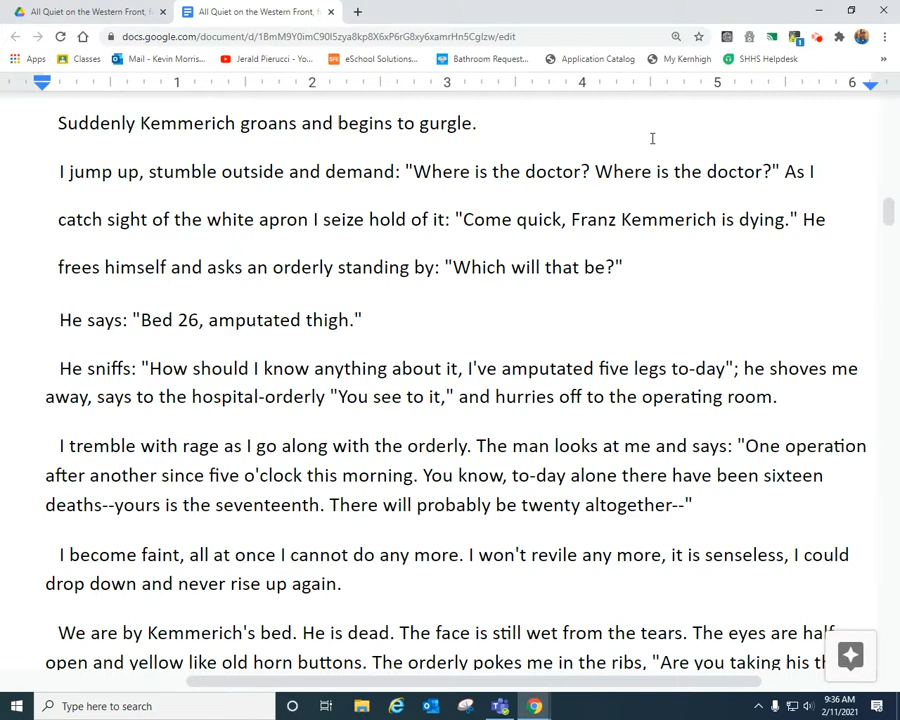 All Quiet on the Western Front, f
All Quiet on the Western Front, f
docs.google.com/document/d/1BmM9Y0imC90l5zya8kp8X6xP6rG8xy6xamrHn5CgIzw/edit
Apps
Classes
Mail - Kevin Morris...
Jerald Pierucci - Yo...
eSchool Solutions...
Bathroom Request...
Application Catalog
My Kernhigh
SHHS Helpdesk
»
1 2 3 4 5 6
Suddenly Kemmerich groans and begins to gurgle.
I jump up, stumble outside and demand: "Where is the doctor? Where is the doctor?" As I
catch sight of the white apron I seize hold of it: "Come quick, Franz Kemmerich is dying." He
frees himself and asks an orderly standing by: "Which will that be?"
He says: "Bed 26, amputated thigh."
He sniffs: "How should I know anything about it, I've amputated five legs to-day"; he shoves me
away, says to the hospital-orderly "You see to it," and hurries off to the operating room.
I tremble with rage as I go along with the orderly. The man looks at me and says: "One operation
after another since five o'clock this morning. You know, to-day alone there have been sixteen
deaths--yours is the seventeenth. There will probably be twenty altogether--"
I become faint, all at once I cannot do any more. I won't revile any more, it is senseless, I could
drop down and never rise up again.
We are by Kemmerich's bed. He is dead. The face is still wet from the tears. The eyes are half
open and yellow like old horn buttons. The orderly pokes me in the ribs, "Are you taking his th
Type here to search
9:36 AM
2/11/2021